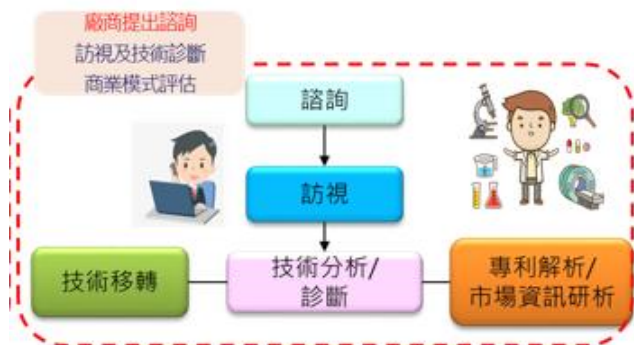 廠商提出諮詢
訪視及技術診斷
商業模式評估
諮詢
訪視
技術移轉
技術分析/
診斷
專利解析/
市場資訊研析